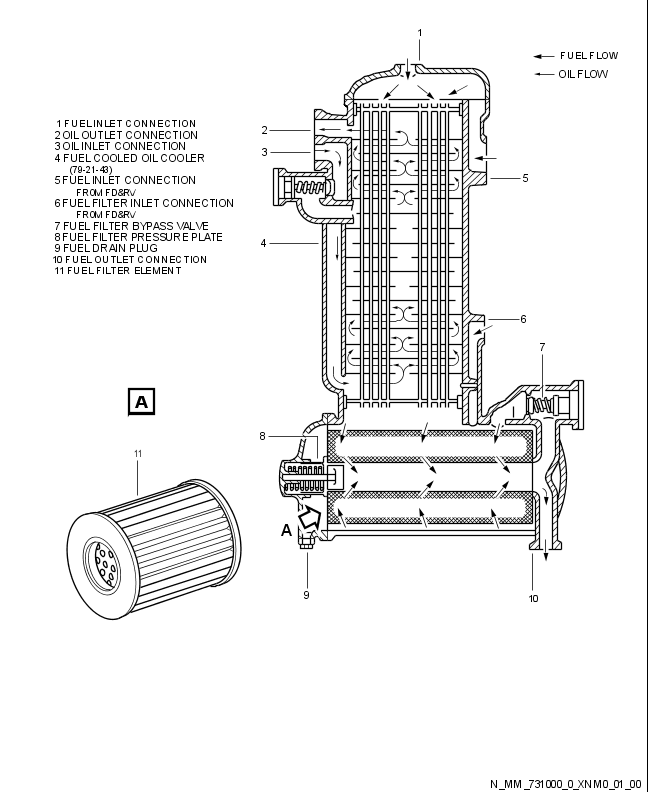 1
FUEL FLOW
OIL FLOW
1 FUEL INLET CONNECTION
2 OIL OUTLET CONNECTION
3 OIL INLET CONNECTION
4 FUEL COOLED OIL COOLER
(79-21-43)
5 FUEL INLET CONNECTION
FROM FD&RV
6 FUEL FILTER INLET CONNECTION
FROM FD&RV
7 FUEL FILTER BYPASS VALVE
8 FUEL FILTER PRESSURE PLATE
9 FUEL DRAIN PLUG
10 FUEL OUTLET CONNECTION
11 FUEL FILTER ELEMENT
2
3
5
4
6
7
A
8
11
A
9
10
N_MM_731000_0_XNM0_01_00